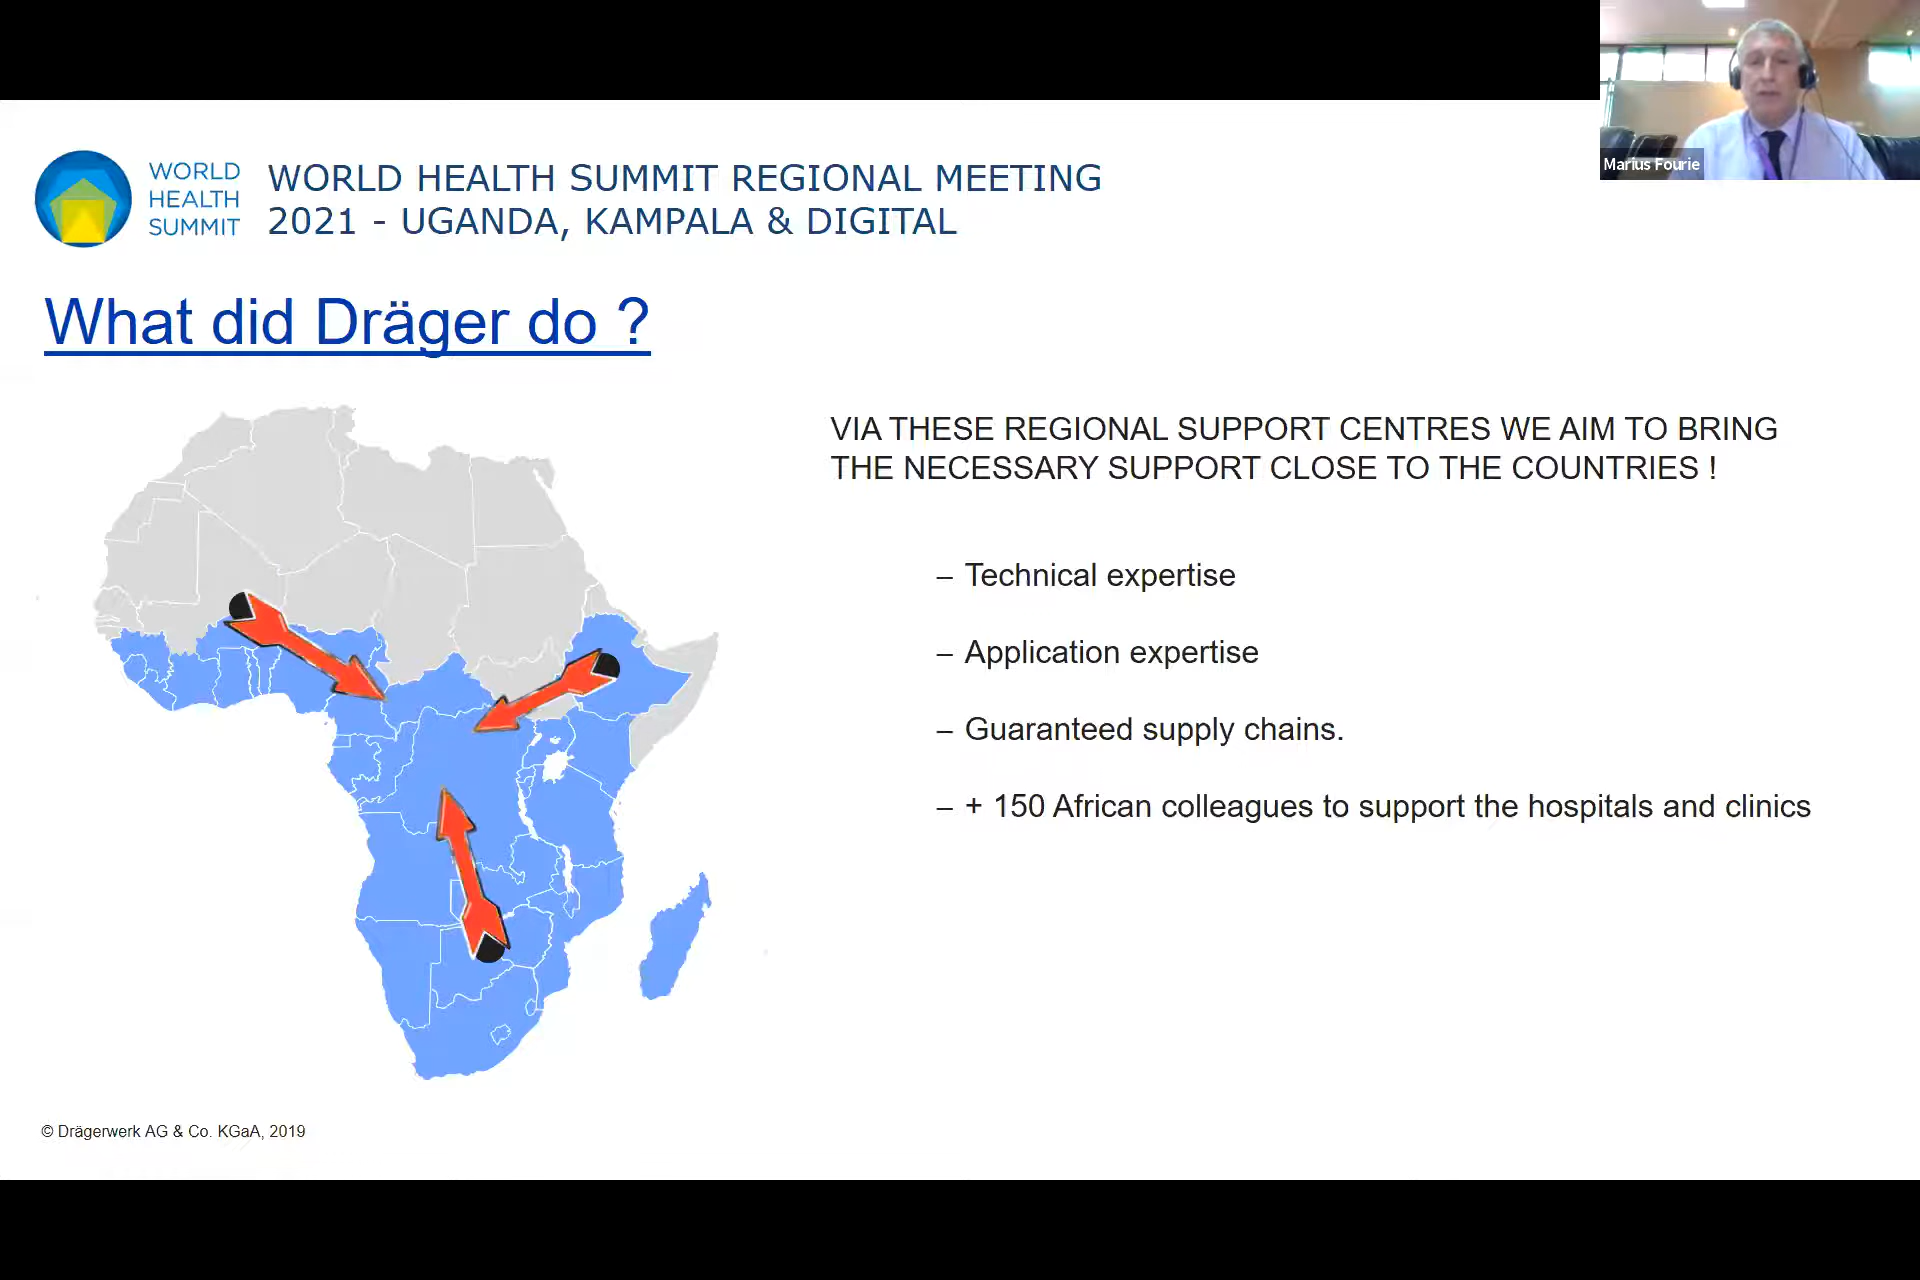 WORLD
HEALTH
SUMMIT
WORLD HEALTH SUMMIT REGIONAL MEETING
2021 - UGANDA, KAMPALA & DIGITAL
Marius Fourie
What did Dräger do ?
VIA THESE REGIONAL SUPPORT CENTRES WE AIM TO BRING
THE NECESSARY SUPPORT CLOSE TO THE COUNTRIES !
– Technical expertise
– Application expertise
– Guaranteed supply chains.
– + 150 African colleagues to support the hospitals and clinics
© Drägerwerk AG & Co. KGaA, 2019